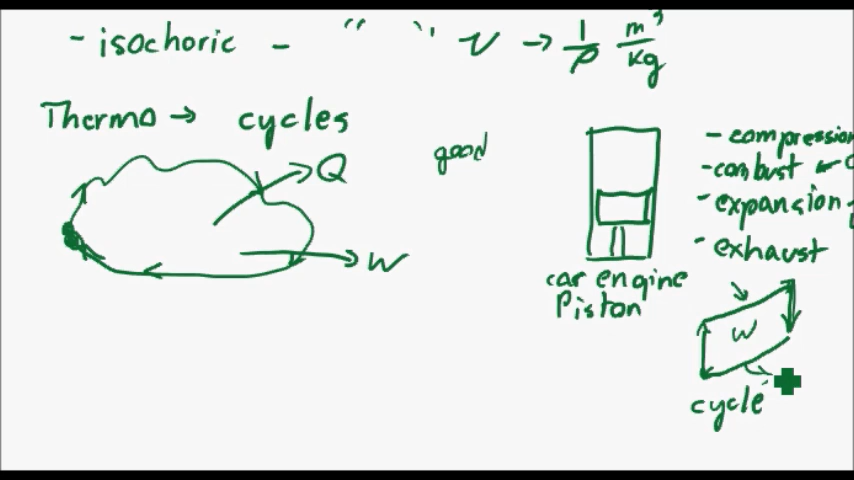 - isochoric - " " v → 1/ρ m³/kg
Thermo → cycles
Q
good
W
- compression
- combust
- expansion
- exhaust
car engine
Piston
W
cycle